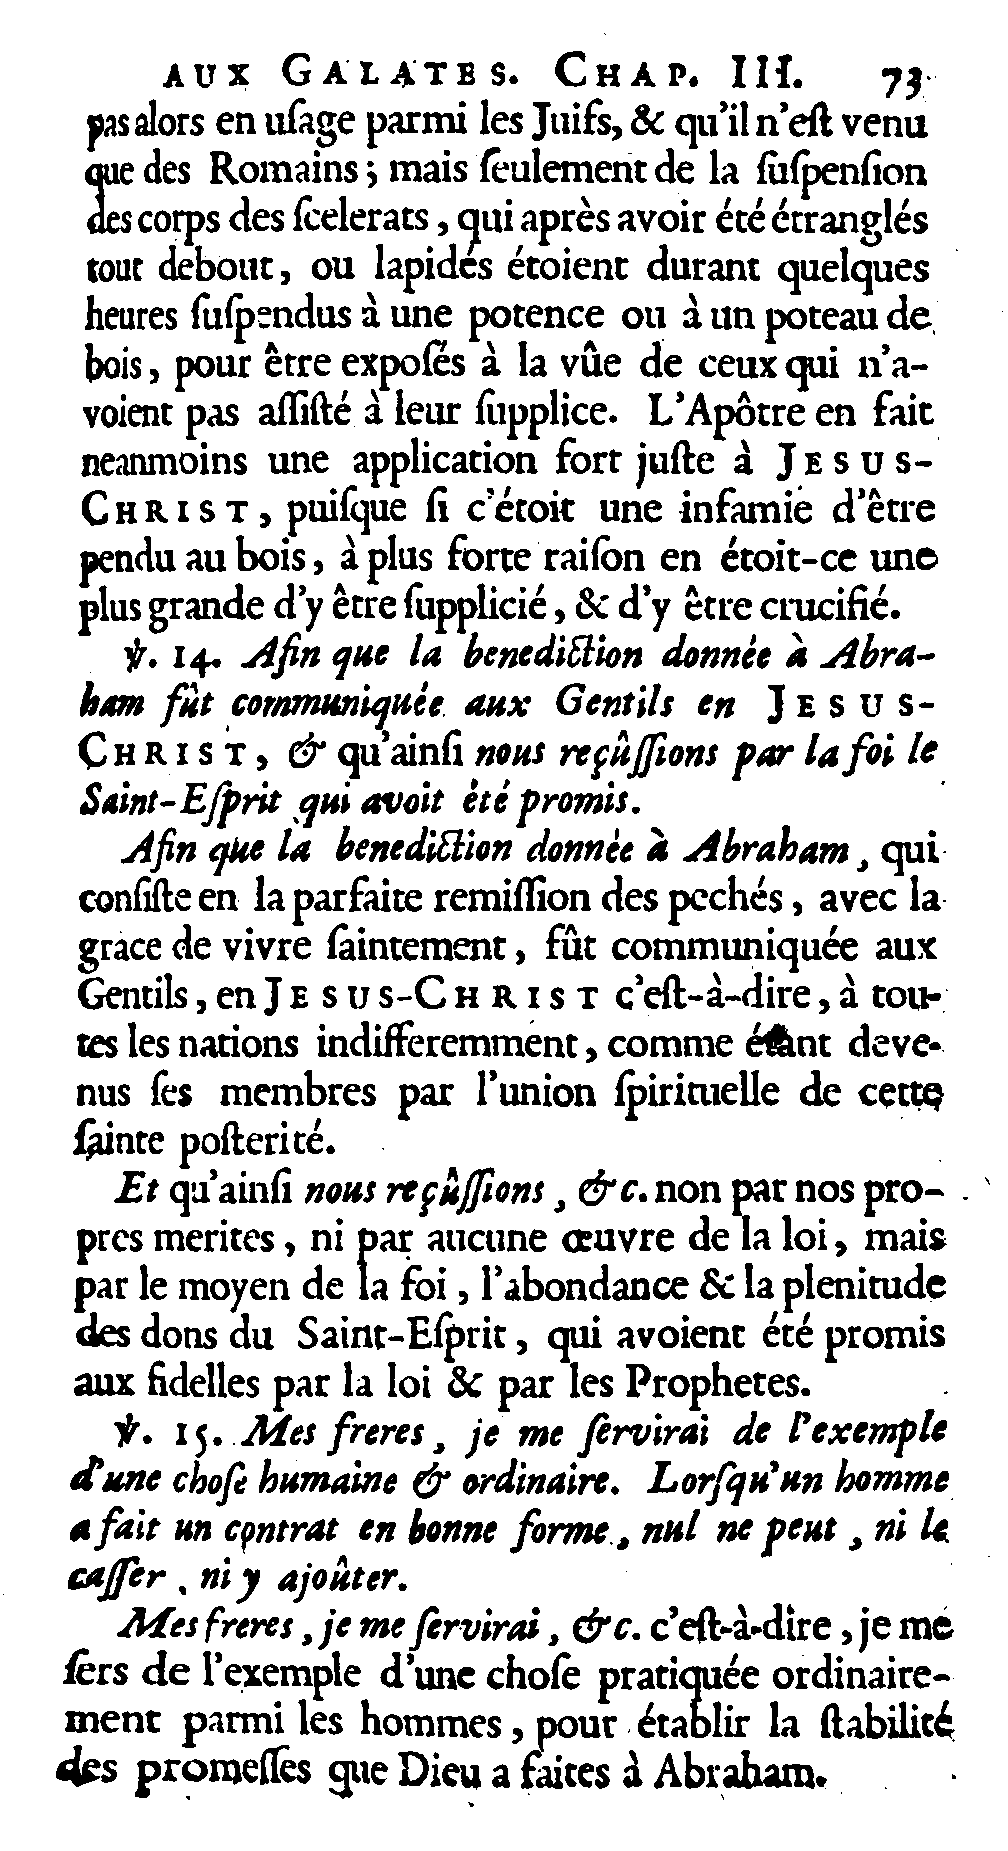 AUX GALATES. CHAP. III. 73
pas alors en uſage parmi les Juifs, & qu'il n'eſt venu
que des Romains ; mais ſeulement de la ſuſpenſion
des corps des ſcelerats, qui après avoir été étranglés
tout debout, ou lapidés étoient durant quelques
heures ſuſpendus à une potence ou à un poteau de
bois, pour être expoſés à la vûe de ceux qui n'a-
voient pas aſſiſté à leur ſupplice. L'Apôtre en fait
neanmoins une application fort juſte à JESUS-
CHRIST, puiſque ſi c'étoit une infamie d'être
pendu au bois, à plus forte raiſon en étoit-ce une
plus grande d'y être ſupplicié, & d'y être crucifié.
℣. 14. Afin que la benediction donnée à Abra-
ham fût communiquée aux Gentils en JESUS-
CHRIST, & qu'ainſi nous reçûſſions par la foi le
Saint-Eſprit qui avoit été promis.
Afin que la benediction donnée à Abraham, qui
conſiſte en la parfaite remiſſion des pechés, avec la
grace de vivre ſaintement, fût communiquée aux
Gentils, en JESUS-CHRIST c'eſt-à-dire, à tou-
tes les nations indifferemment, comme étant deve-
nus ſes membres par l'union ſpirituelle de cette
ſainte poſterité.
Et qu'ainſi nous reçûſſions, &c. non par nos pro-
pres merites, ni par aucune œuvre de la loi, mais
par le moyen de la foi, l'abondance & la plenitude
des dons du Saint-Eſprit, qui avoient été promis
aux fidelles par la loi & par les Prophetes.
℣. 15. Mes freres, je me ſervirai de l'exemple
d'une choſe humaine & ordinaire. Lorſqu'un homme
a fait un contrat en bonne forme, nul ne peut, ni le
caſſer, ni y ajoûter.
Mes freres, je me ſervirai, &c. c'eſt-à-dire, je me
ſers de l'exemple d'une choſe pratiquée ordinaire-
ment parmi les hommes, pour établir la ſtabilité
des promeſſes que Dieu a faites à Abraham.